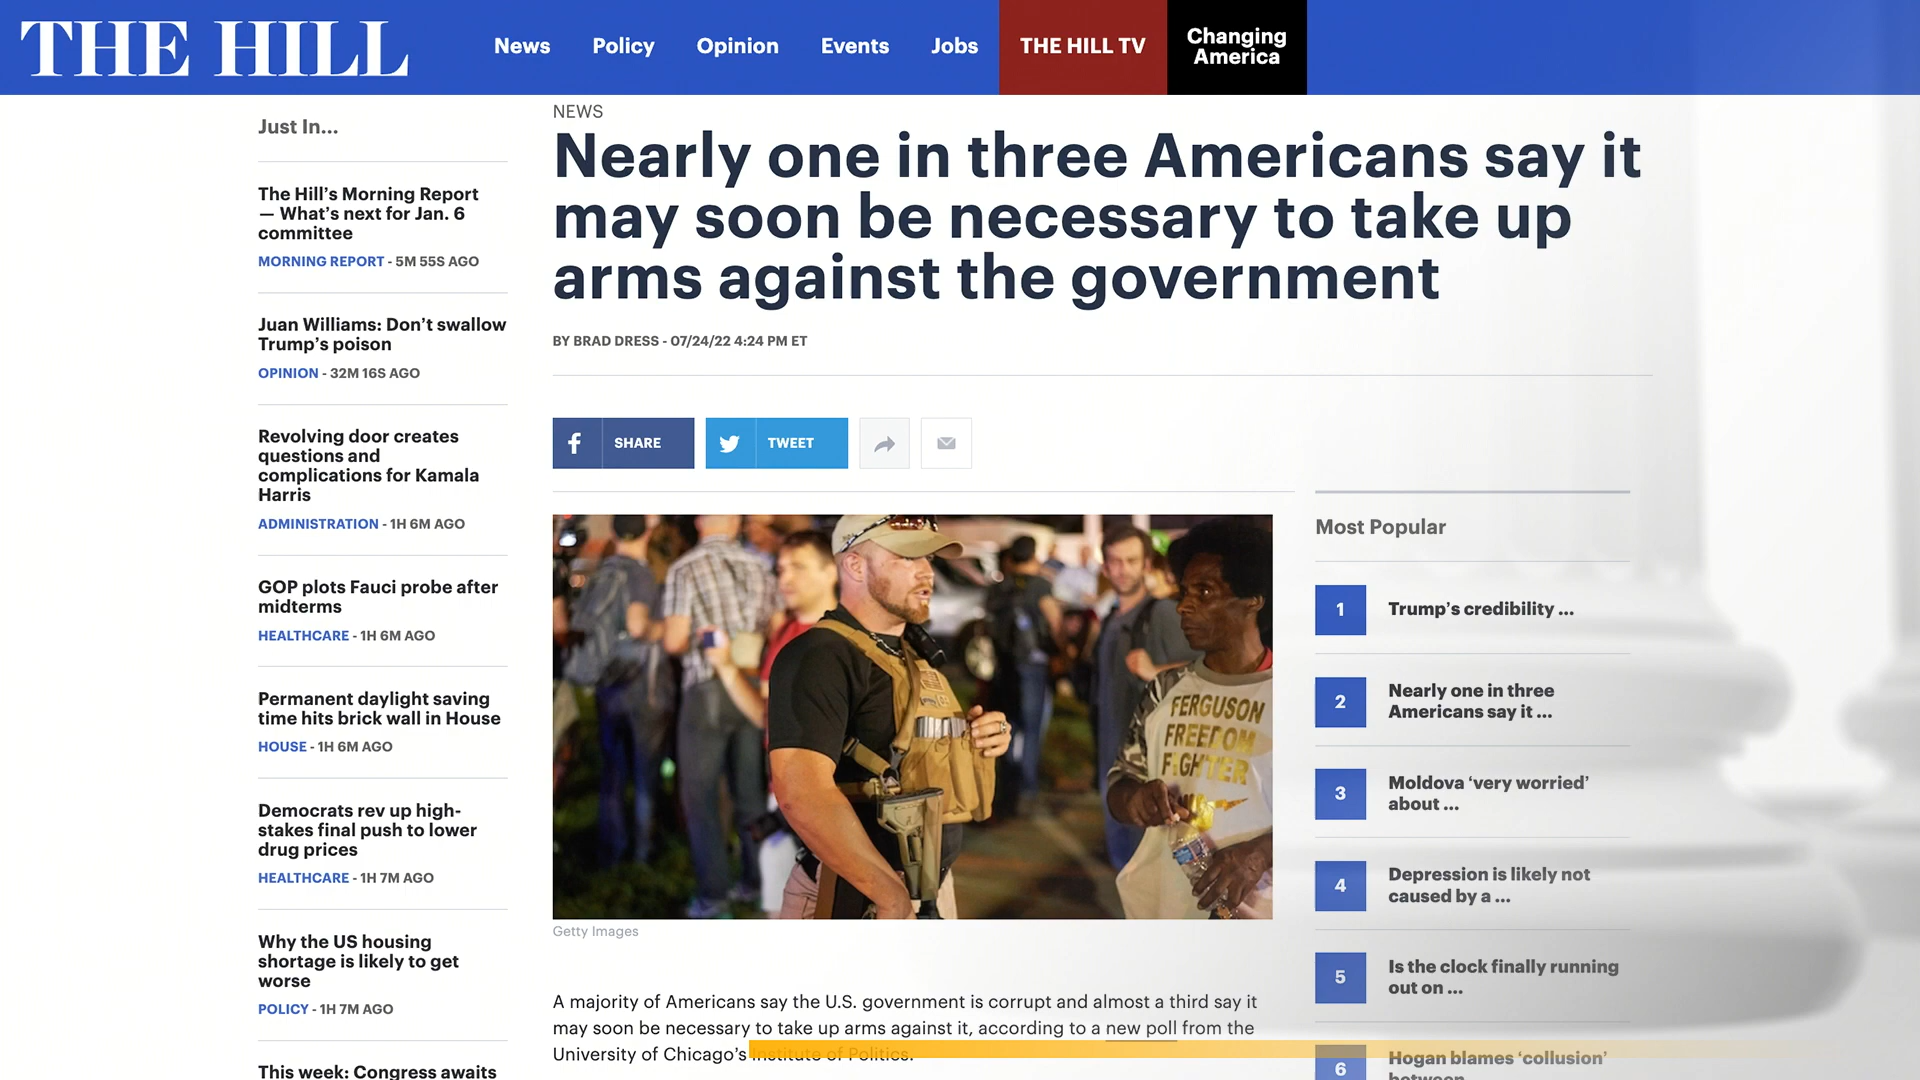 THE HILL
News
Policy
Opinion
Events
Jobs
THE HILL TV
Changing
America
Just In...
The Hill's Morning Report
— What's next for Jan. 6
committee
MORNING REPORT - 5M 55S AGO
Juan Williams: Don't swallow
Trump's poison
OPINION - 32M 16S AGO
Revolving door creates
questions and
complications for Kamala
Harris
ADMINISTRATION - 1H 6M AGO
GOP plots Fauci probe after
midterms
HEALTHCARE - 1H 6M AGO
Permanent daylight saving
time hits brick wall in House
HOUSE - 1H 6M AGO
Democrats rev up high-
stakes final push to lower
drug prices
HEALTHCARE - 1H 7M AGO
Why the US housing
shortage is likely to get
worse
POLICY - 1H 7M AGO
This week: Congress awaits
NEWS
Nearly one in three Americans say it
may soon be necessary to take up
arms against the government
BY BRAD DRESS - 07/24/22 4:24 PM ET
SHARE
TWEET
FERGUSON
FREEDOM
FIGHTER
Getty Images
A majority of Americans say the U.S. government is corrupt and almost a third say it
may soon be necessary to take up arms against it, according to a new poll from the
University of Chicago's Institute of Politics.
Most Popular
1
Trump's credibility ...
2
Nearly one in three
Americans say it ...
3
Moldova 'very worried'
about ...
4
Depression is likely not
caused by a ...
5
Is the clock finally running
out on ...
6
Hogan blames 'collusion'
between